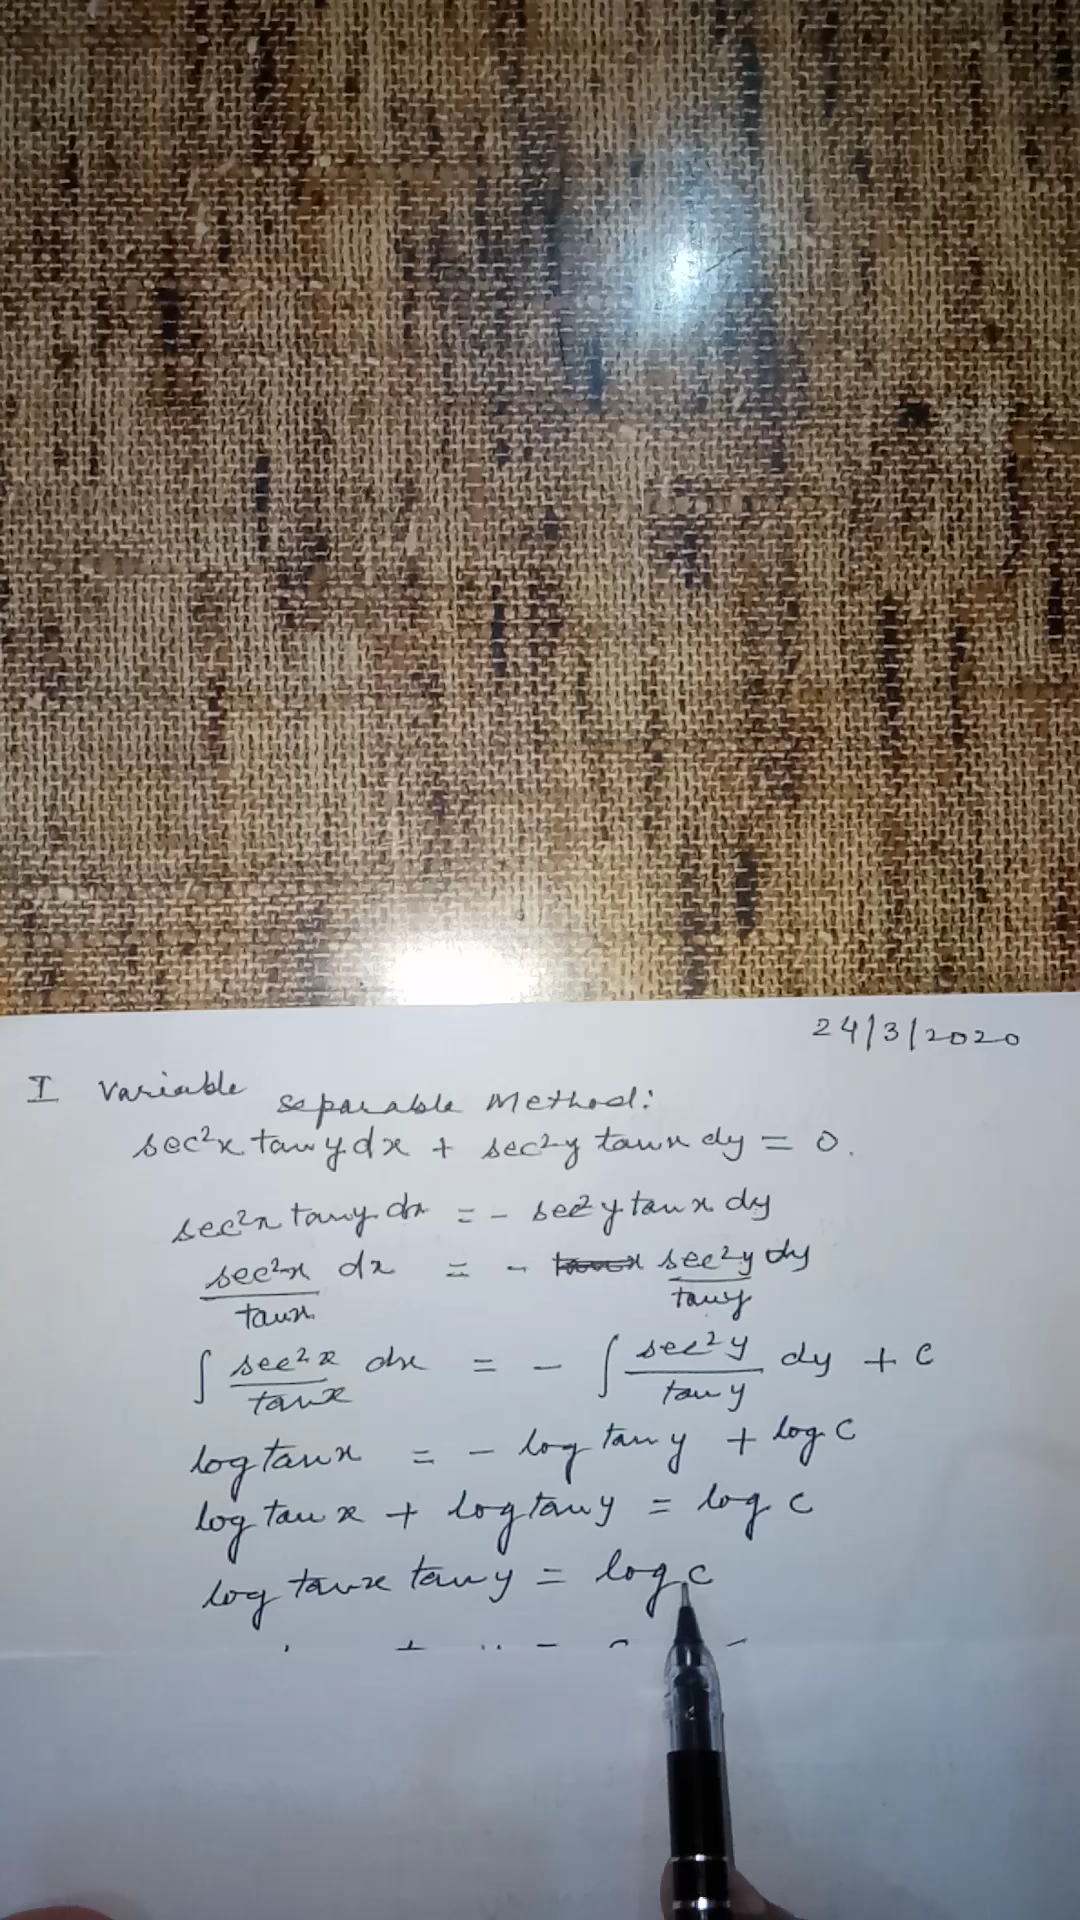 24/3/2020
I Variable separable Method:
sec²x tany dx + sec²y tanx dy = 0.
sec²x tany dx = - sec²y tanx dy
sec²x/tanx dx = - sec²y/tany dy
∫ sec²x/tanx dx = - ∫ sec²y/tany dy + c
log tanx = - log tany + log c
log tanx + log tany = log c
log tanx tany = log c